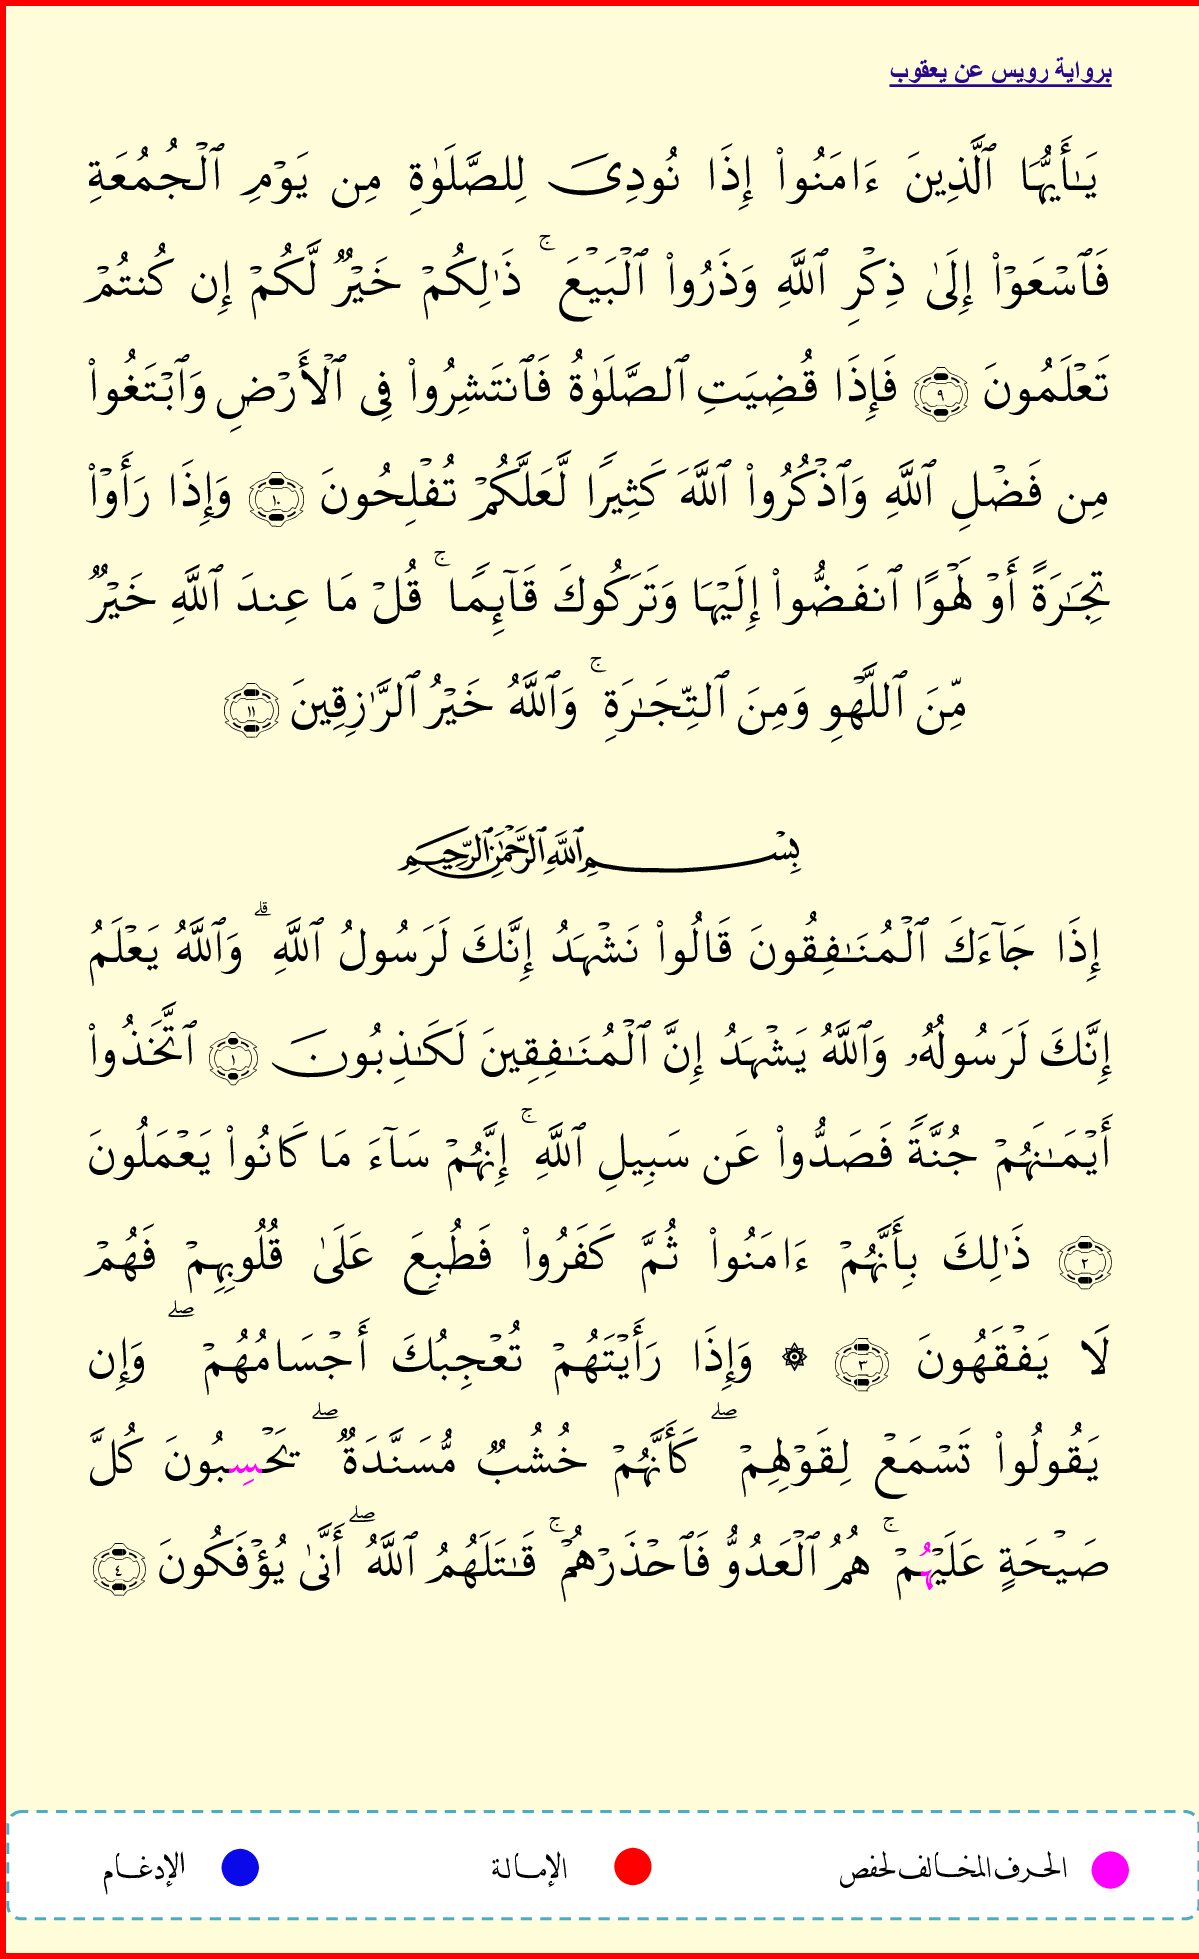 برواية رويس عن يعقوب
يَـٰٓأَيُّهَا ٱلَّذِينَ ءَامَنُوا۟ إِذَا نُودِىَ لِلصَّلَوٰةِ مِن يَوْمِ ٱلْجُمُعَةِ
فَٱسْعَوْا۟ إِلَىٰ ذِكْرِ ٱللَّهِ وَذَرُوا۟ ٱلْبَيْعَ ۚ ذَٰلِكُمْ خَيْرٌ لَّكُمْ إِن كُنتُمْ
تَعْلَمُونَ ٩ فَإِذَا قُضِيَتِ ٱلصَّلَوٰةُ فَٱنتَشِرُوا۟ فِى ٱلْأَرْضِ وَٱبْتَغُوا۟
مِن فَضْلِ ٱللَّهِ وَٱذْكُرُوا۟ ٱللَّهَ كَثِيرًا لَّعَلَّكُمْ تُفْلِحُونَ ١٠ وَإِذَا رَأَوْا۟
تِجَـٰرَةً أَوْ لَهْوًا ٱنفَضُّوا۟ إِلَيْهَا وَتَرَكُوكَ قَآئِمًا ۚ قُلْ مَا عِندَ ٱللَّهِ خَيْرٌ
مِّنَ ٱللَّهْوِ وَمِنَ ٱلتِّجَـٰرَةِ ۚ وَٱللَّهُ خَيْرُ ٱلرَّٰزِقِينَ ١١
بِسْمِ ٱللَّهِ ٱلرَّحْمَـٰنِ ٱلرَّحِيمِ
إِذَا جَآءَكَ ٱلْمُنَـٰفِقُونَ قَالُوا۟ نَشْهَدُ إِنَّكَ لَرَسُولُ ٱللَّهِ ۗ وَٱللَّهُ يَعْلَمُ
إِنَّكَ لَرَسُولُهُۥ وَٱللَّهُ يَشْهَدُ إِنَّ ٱلْمُنَـٰفِقِينَ لَكَـٰذِبُونَ ١ ٱتَّخَذُوا۟
أَيْمَـٰنَهُمْ جُنَّةً فَصَدُّوا۟ عَن سَبِيلِ ٱللَّهِ ۚ إِنَّهُمْ سَآءَ مَا كَانُوا۟ يَعْمَلُونَ
٢ ذَٰلِكَ بِأَنَّهُمْ ءَامَنُوا۟ ثُمَّ كَفَرُوا۟ فَطُبِعَ عَلَىٰ قُلُوبِهِمْ فَهُمْ
لَا يَفْقَهُونَ ٣ ۞ وَإِذَا رَأَيْتَهُمْ تُعْجِبُكَ أَجْسَامُهُمْ ۖ وَإِن
يَقُولُوا۟ تَسْمَعْ لِقَوْلِهِمْ ۖ كَأَنَّهُمْ خُشُبٌ مُّسَنَّدَةٌ ۖ تَحْسِبُونَ كُلَّ
صَيْحَةٍ عَلَيْهُمْ ۚ هُمُ ٱلْعَدُوُّ فَٱحْذَرْهُمْ ۚ قَـٰتَلَهُمُ ٱللَّهُ ۖ أَنَّىٰ يُؤْفَكُونَ ٤
الحرف المخالف لحفص الإمالة الإدغام